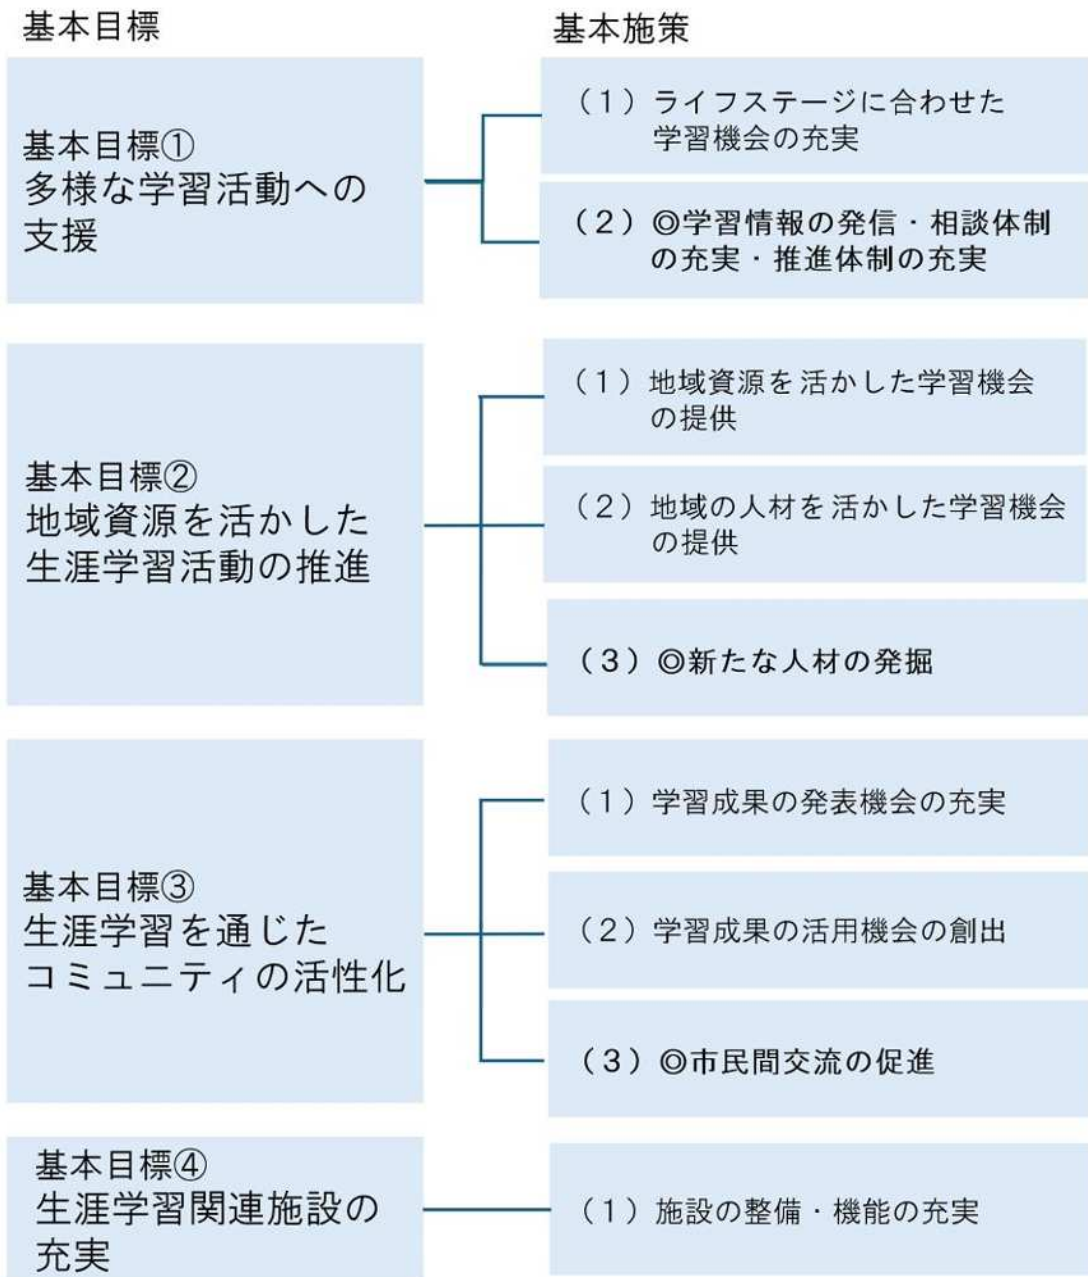 基本目標
基本施策
基本目標①
多様な学習活動への
支援
（１）ライフステージに合わせた
学習機会の充実
（２）◎学習情報の発信・相談体制
の充実・推進体制の充実
基本目標②
地域資源を活かした
生涯学習活動の推進
（１）地域資源を活かした学習機会
の提供
（２）地域の人材を活かした学習機会
の提供
（３）◎新たな人材の発掘
基本目標③
生涯学習を通じた
コミュニティの活性化
（１）学習成果の発表機会の充実
（２）学習成果の活用機会の創出
（３）◎市民間交流の促進
基本目標④
生涯学習関連施設の
充実
（１）施設の整備・機能の充実